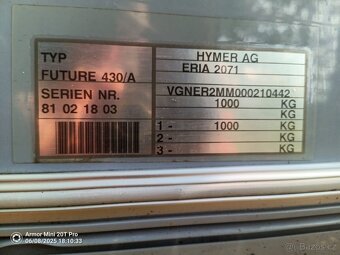 TYP
FUTURE 430/A
SERIEN NR.
81 02 18 03
HYMER AG
ERIA 2071
VGNER2MM000210442
1000 KG
KG
1 - 1000 KG
2 - KG
3 - KG
Armor Mini 20T Pro
06/08/2025 18:10:33